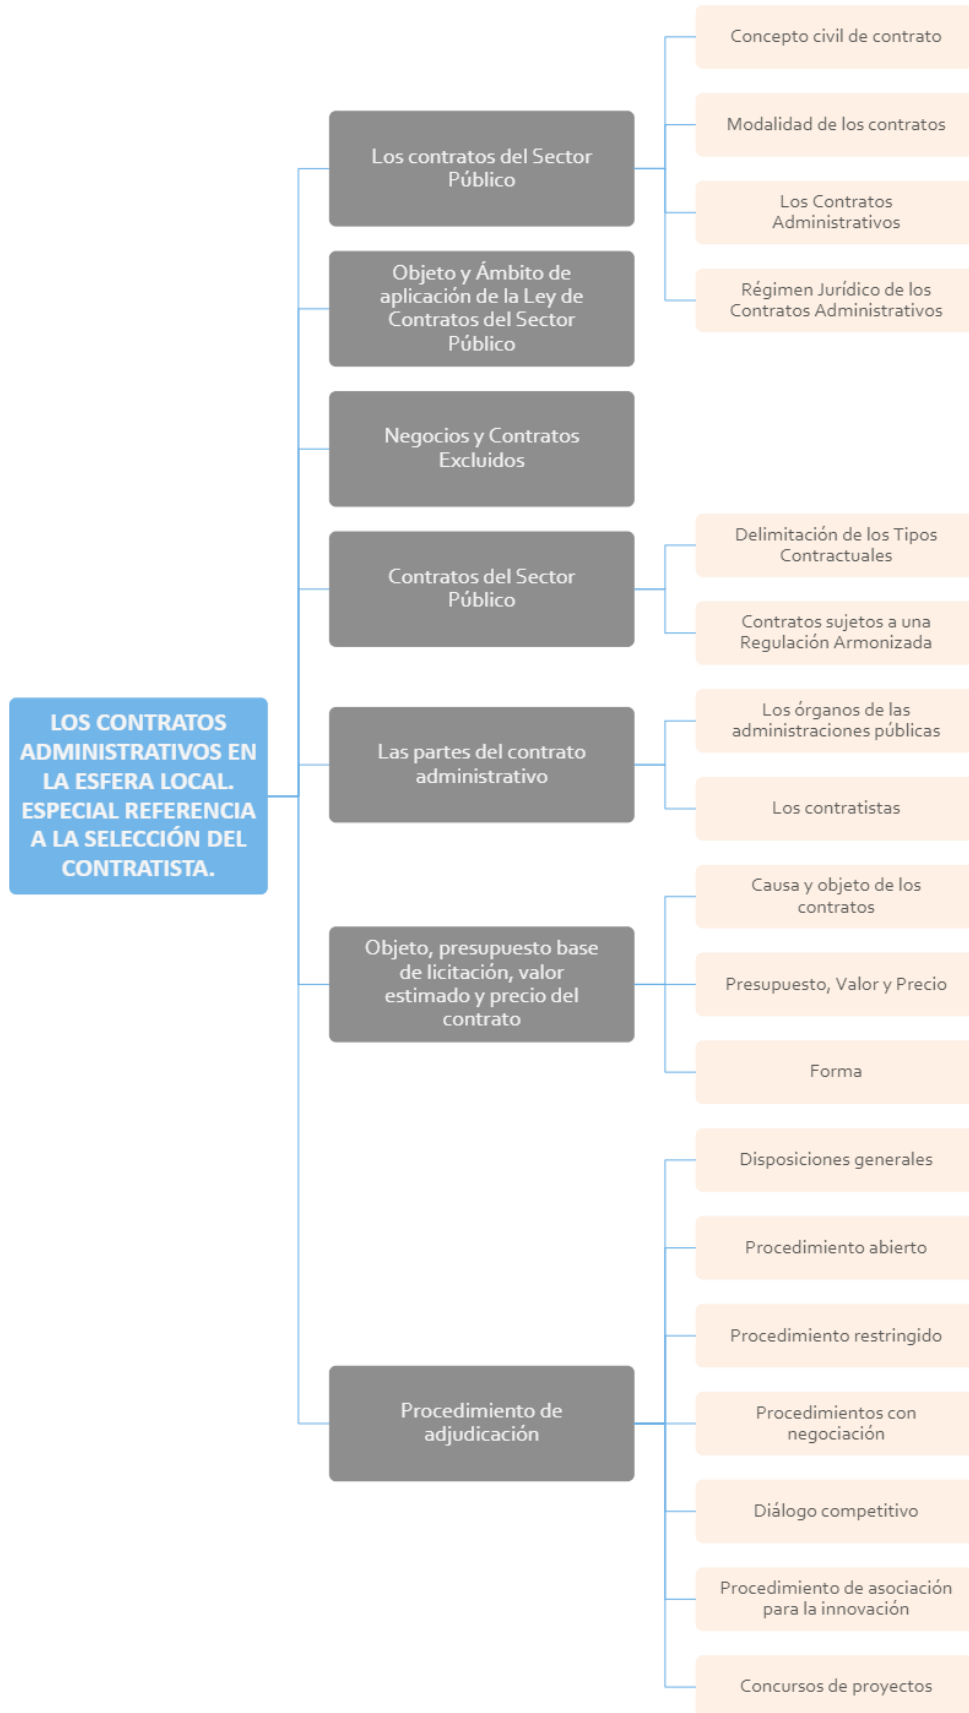 LOS CONTRATOS
ADMINISTRATIVOS EN
LA ESFERA LOCAL.
ESPECIAL REFERENCIA
A LA SELECCIÓN DEL
CONTRATISTA.
Los contratos del Sector
Público
Concepto civil de contrato
Modalidad de los contratos
Los Contratos
Administrativos
Régimen Jurídico de los
Contratos Administrativos
Objeto y Ámbito de
aplicación de la Ley de
Contratos del Sector
Público
Negocios y Contratos
Excluidos
Contratos del Sector
Público
Delimitación de los Tipos
Contractuales
Contratos sujetos a una
Regulación Armonizada
Las partes del contrato
administrativo
Los órganos de las
administraciones públicas
Los contratistas
Objeto, presupuesto base
de licitación, valor
estimado y precio del
contrato
Causa y objeto de los
contratos
Presupuesto, Valor y Precio
Forma
Procedimiento de
adjudicación
Disposiciones generales
Procedimiento abierto
Procedimiento restringido
Procedimientos con
negociación
Diálogo competitivo
Procedimiento de asociación
para la innovación
Concursos de proyectos